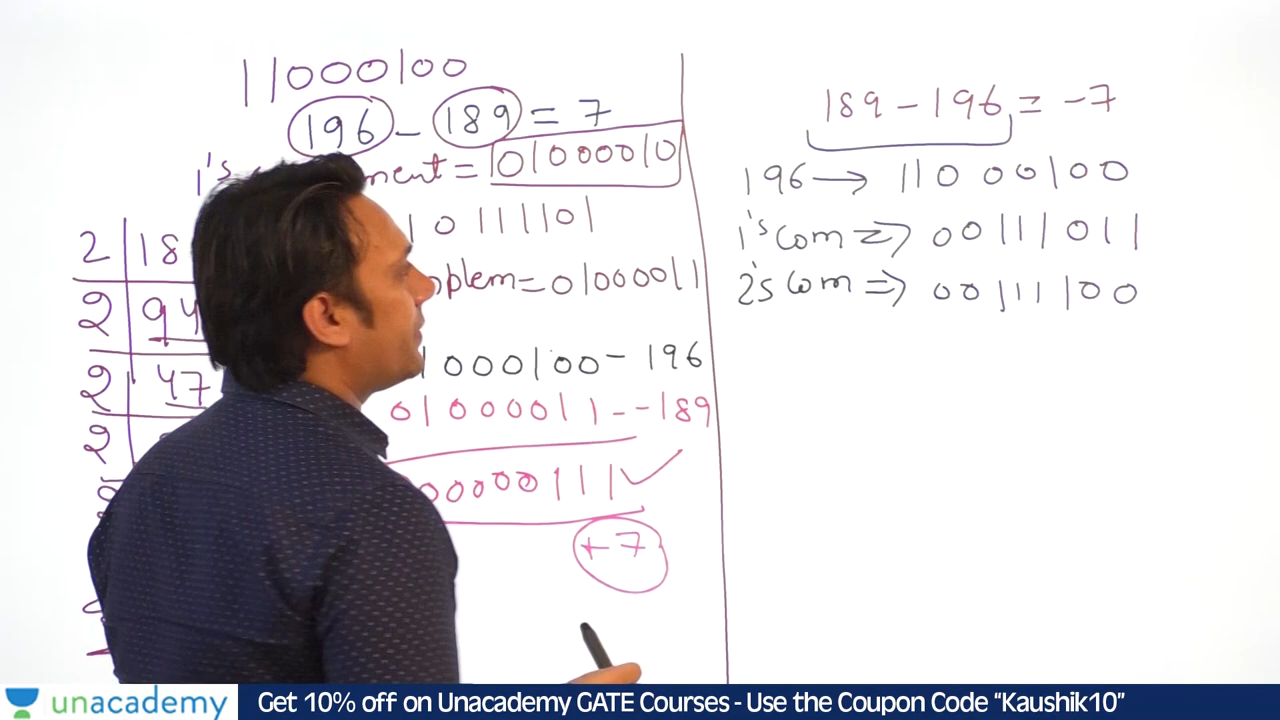 11000100
196 - 189 = 7
1's ment = 01000010
10111101
plem = 01000011
1000100 - 196
01000011 - -189
00000111 ✓
+7
2 18
2 94
2 47
2
189 - 196 = -7
196 → 11000100
1's com => 00111011
2's com => 00111100
unacademy
Get 10% off on Unacademy GATE Courses - Use the Coupon Code “Kaushik10”